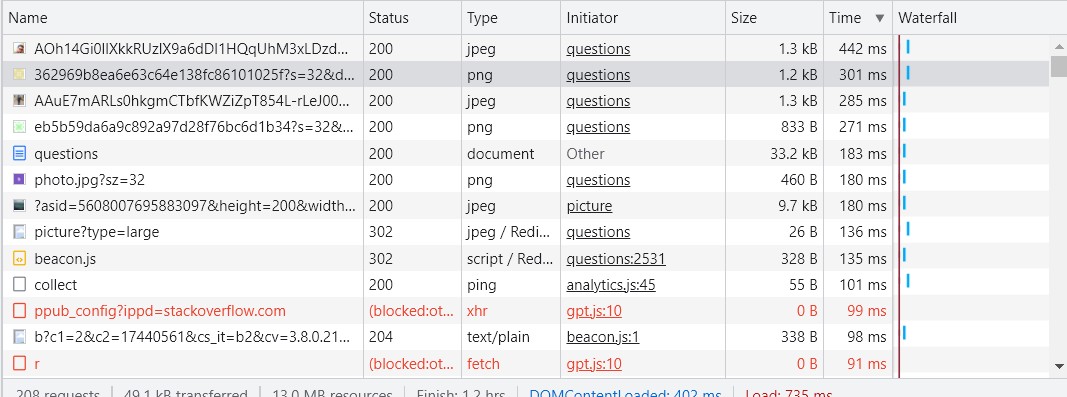 Name Status Type Initiator Size Time ▼ Waterfall
AOh14Gi0IlXkkRUzIX9a6dDI1HQqUhM3xLDzd... 200 jpeg questions 1.3 kB 442 ms
362969b8ea6e63c64e138fc86101025f?s=32&d... 200 png questions 1.2 kB 301 ms
AAuE7mARLs0hkgmCTbfKWZiZpT854L-rLeJ00... 200 jpeg questions 1.3 kB 285 ms
eb5b59da6a9c892a97d28f76bc6d1b34?s=32&... 200 png questions 833 B 271 ms
questions 200 document Other 33.2 kB 183 ms
photo.jpg?sz=32 200 png questions 460 B 180 ms
?asid=5608007695883097&height=200&width... 200 jpeg picture 9.7 kB 180 ms
picture?type=large 302 jpeg / Redi... questions 26 B 136 ms
beacon.js 302 script / Red... questions:2531 328 B 135 ms
collect 200 ping analytics.js:45 55 B 101 ms
ppub_config?ippd=stackoverflow.com (blocked:ot... xhr gpt.js:10 0 B 99 ms
b?c1=2&c2=17440561&cs_it=b2&cv=3.8.0.21... 204 text/plain beacon.js:1 338 B 98 ms
r (blocked:ot... fetch gpt.js:10 0 B 91 ms
208 requests 49.1 kB transferred 13.0 MB resources Finish: 1.2 hrs DOMContentLoaded: 402 ms Load: 735 ms